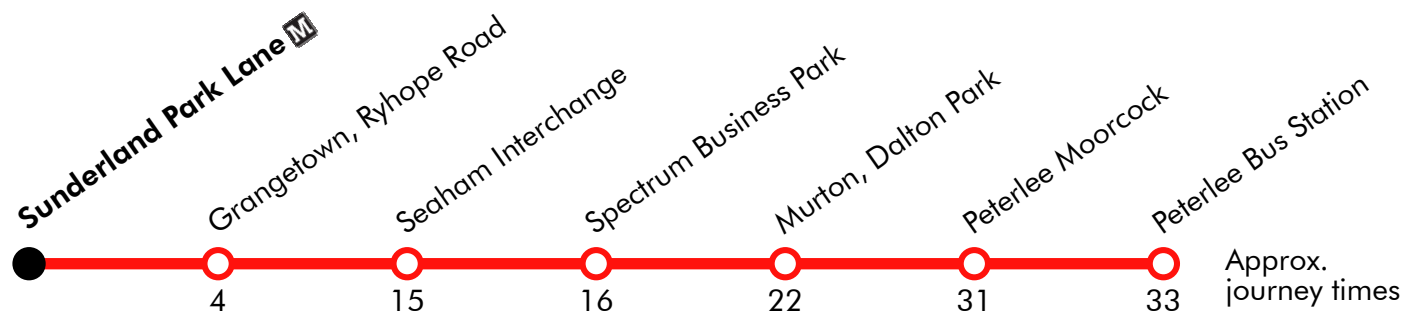 Sunderland Park Lane M
Grangetown, Ryhope Road
Seaham Interchange
Spectrum Business Park
Murton, Dalton Park
Peterlee Moorcock
Peterlee Bus Station
4
15
16
22
31
33
Approx.
journey times